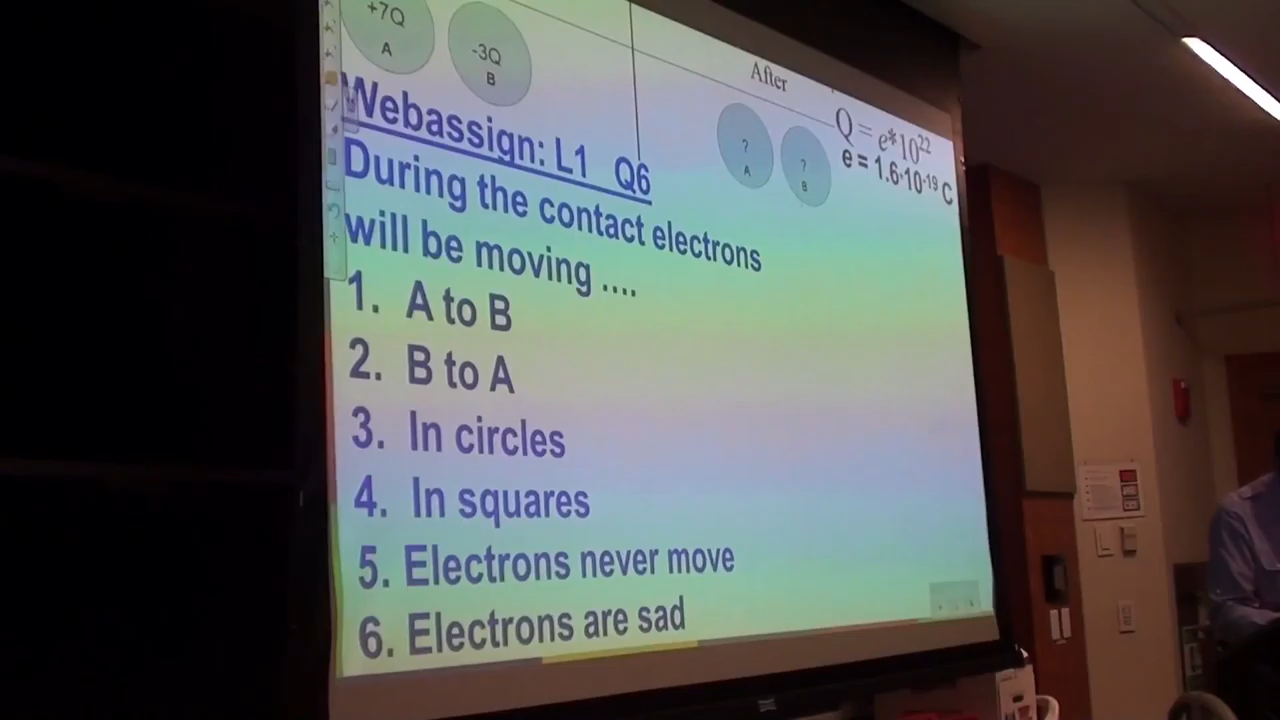 +7Q
A
-3Q
B
After
?
A
?
B
Q = e*10²²
e = 1.6·10⁻¹⁹ C
Webassign: L1 Q6
During the contact electrons
will be moving ....
1. A to B
2. B to A
3. In circles
4. In squares
5. Electrons never move
6. Electrons are sad